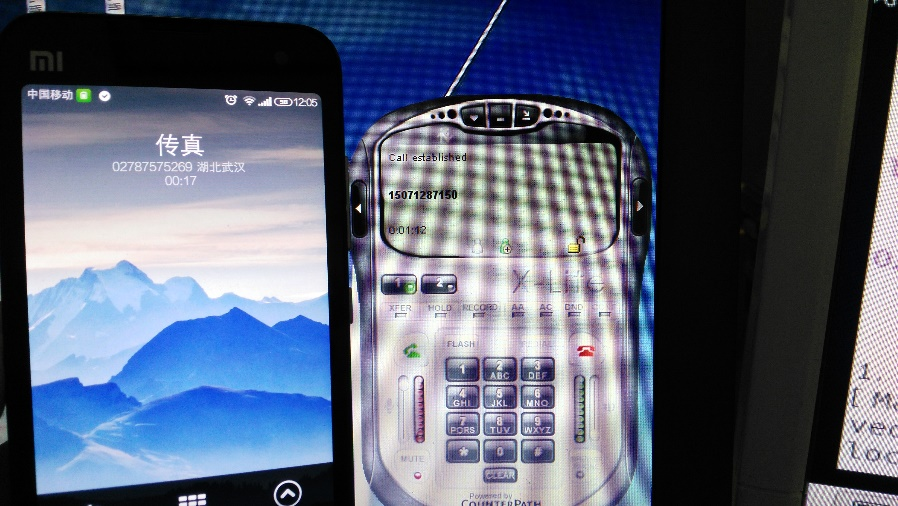 mi
中国移动 12:05
传真
02787575269 湖北武汉
00:17
Call established
15071287150
0:01:12
X-Lite
1 2
XFER HOLD RECORD AA AC DND
FLASH
1 2 ABC 3 DEF
4 GHI 5 JKL 6 MNO
7 PQRS 8 TUV 9 WXYZ
* 0 #
MUTE
CLEAR
Powered by
COUNTERPATH